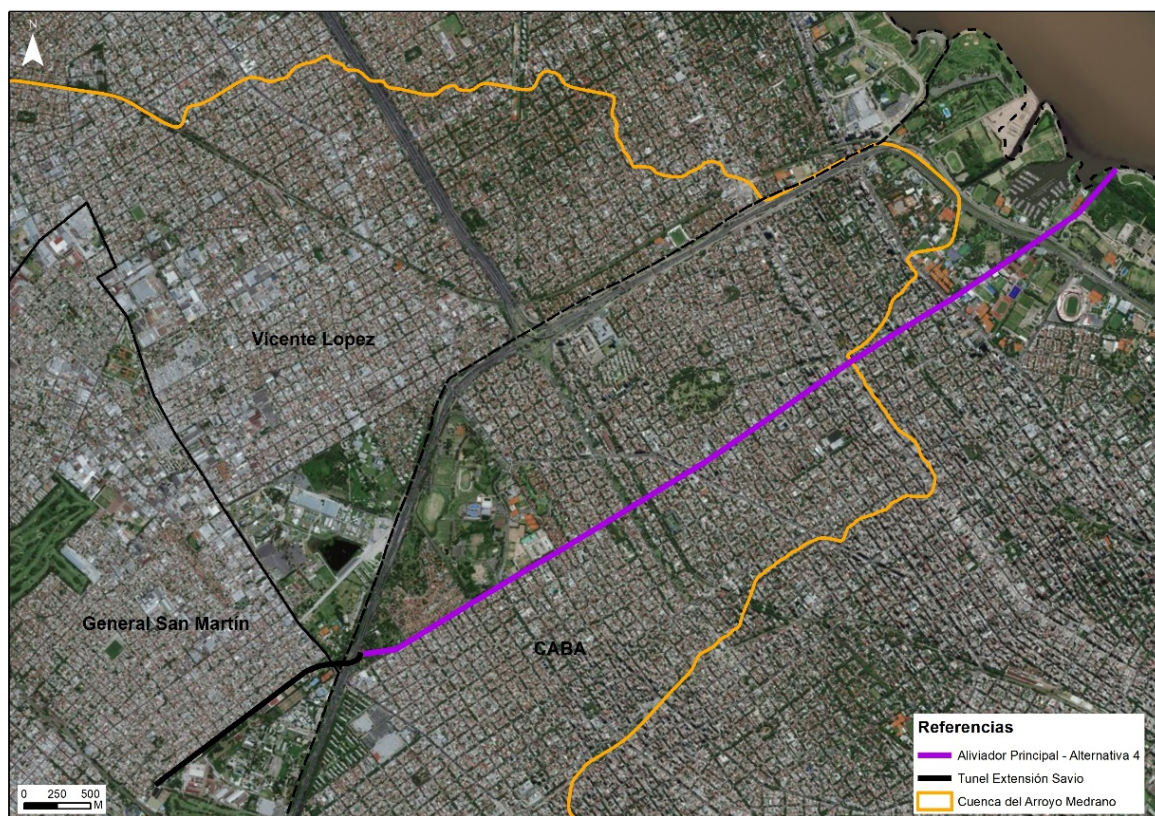 N
Vicente Lopez
General San Martín
CABA
Referencias
Aliviador Principal - Alternativa 4
Tunel Extensión Savio
Cuenca del Arroyo Medrano
0 250 500
M